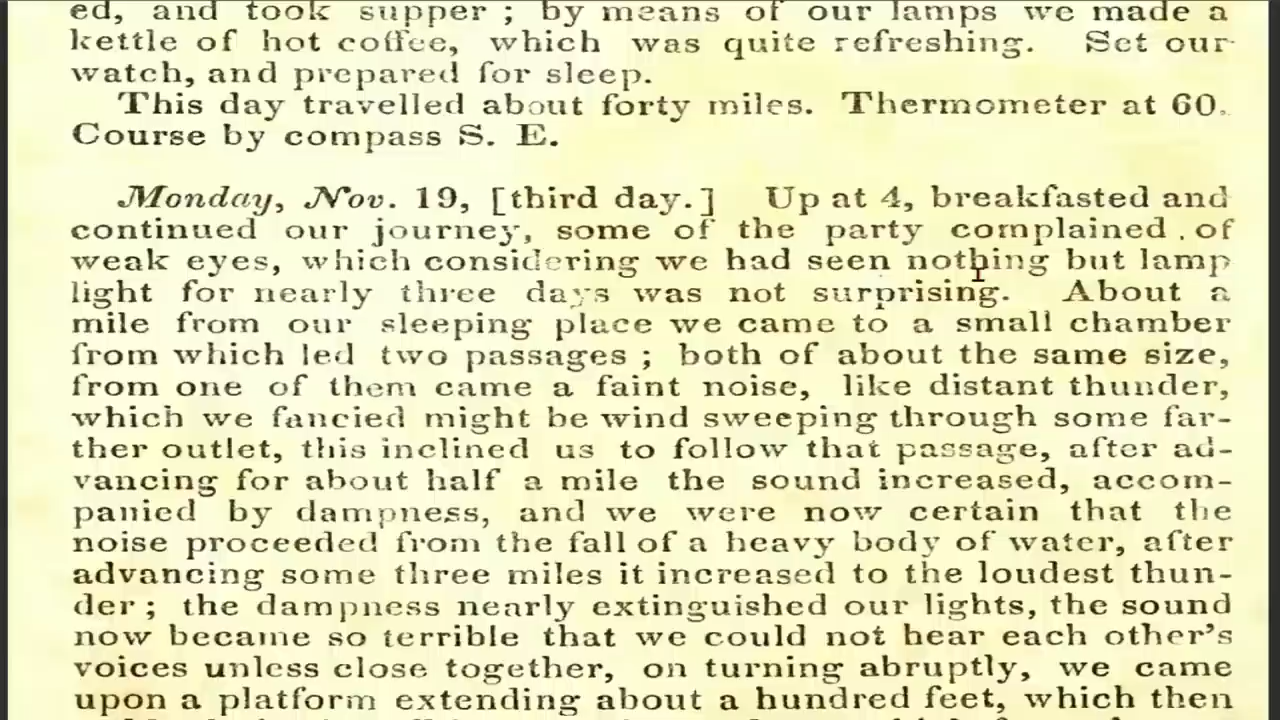 ed, and took supper ; by means of our lamps we made a
kettle of hot coffee, which was quite refreshing. Set our
watch, and prepared for sleep.
This day travelled about forty miles. Thermometer at 60.
Course by compass S. E.
Monday, Nov. 19, [third day.] Up at 4, breakfasted and
continued our journey, some of the party complained . of
weak eyes, which considering we had seen nothing but lamp
light for nearly three days was not surprising. About a
mile from our sleeping place we came to a small chamber
from which led two passages ; both of about the same size,
from one of them came a faint noise, like distant thunder,
which we fancied might be wind sweeping through some far-
ther outlet, this inclined us to follow that passage, after ad-
vancing for about half a mile the sound increased, accom-
panied by dampness, and we were now certain that the
noise proceeded from the fall of a heavy body of water, after
advancing some three miles it increased to the loudest thun-
der ; the dampness nearly extinguished our lights, the sound
now became so terrible that we could not hear each other's
voices unless close together, on turning abruptly, we came
upon a platform extending about a hundred feet, which then